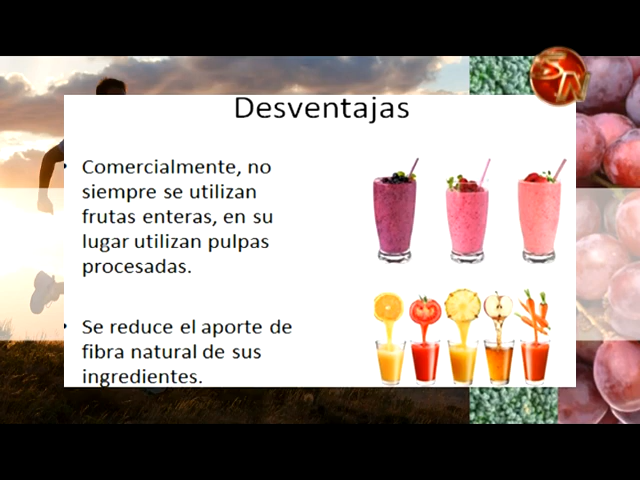 SN
Desventajas
• Comercialmente, no
siempre se utilizan
frutas enteras, en su
lugar utilizan pulpas
procesadas.
• Se reduce el aporte de
fibra natural de sus
ingredientes.